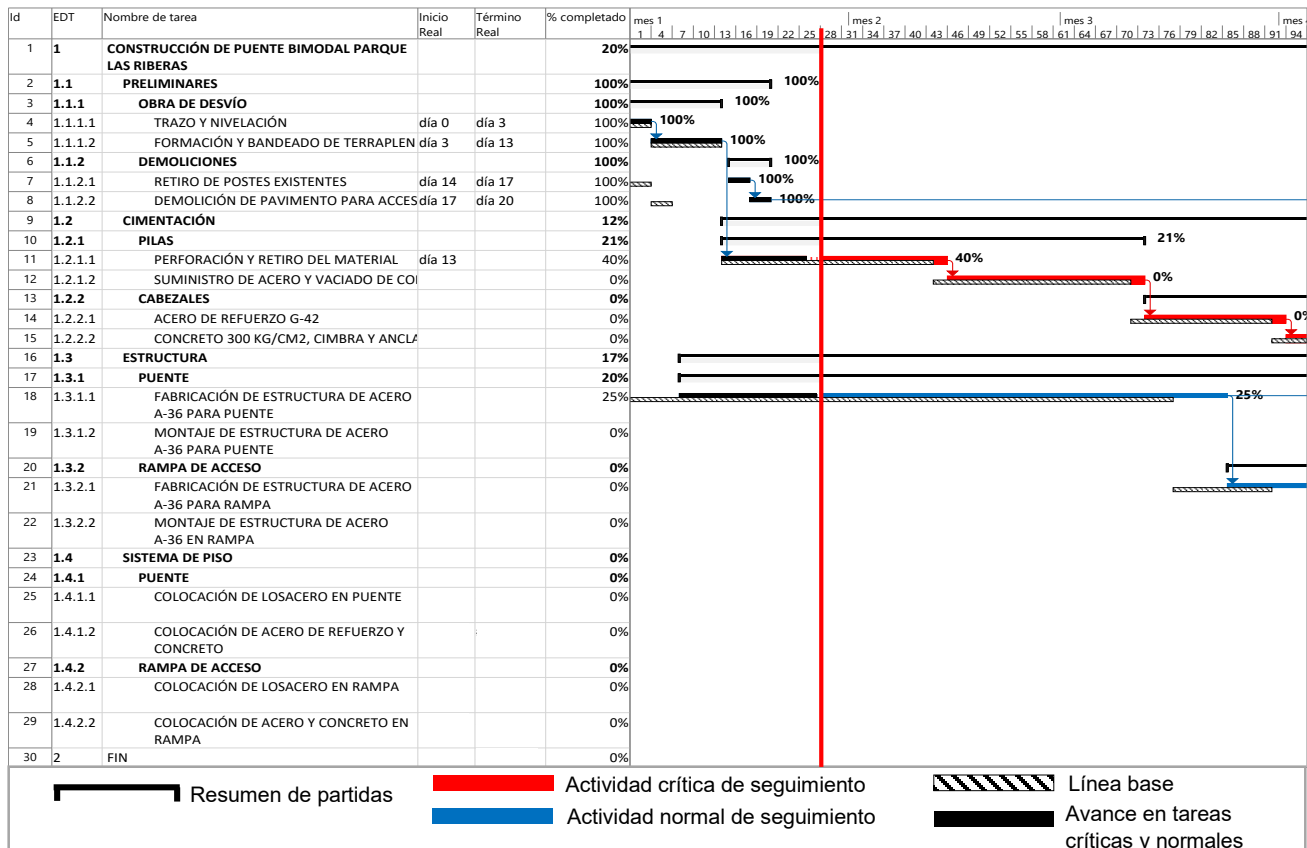 Id EDT Nombre de tarea Inicio Real Término Real % completado mes 1 mes 2 mes 3 mes
1 4 7 10 13 16 19 22 25 28 31 34 37 40 43 46 49 52 55 58 61 64 67 70 73 76 79 82 85 88 91 94
1 1 CONSTRUCCIÓN DE PUENTE BIMODAL PARQUE 20%
LAS RIBERAS
2 1.1 PRELIMINARES 100% 100%
3 1.1.1 OBRA DE DESVÍO 100% 100%
4 1.1.1.1 TRAZO Y NIVELACIÓN día 0 día 3 100% 100%
5 1.1.1.2 FORMACIÓN Y BANDEADO DE TERRAPLEN día 3 día 13 100% 100%
6 1.1.2 DEMOLICIONES 100% 100%
7 1.1.2.1 RETIRO DE POSTES EXISTENTES día 14 día 17 100% 100%
8 1.1.2.2 DEMOLICIÓN DE PAVIMENTO PARA ACCES día 17 día 20 100% 100%
9 1.2 CIMENTACIÓN 12%
10 1.2.1 PILAS 21% 21%
11 1.2.1.1 PERFORACIÓN Y RETIRO DEL MATERIAL día 13 40% 40%
12 1.2.1.2 SUMINISTRO DE ACERO Y VACIADO DE CO 0% 0%
13 1.2.2 CABEZALES 0%
14 1.2.2.1 ACERO DE REFUERZO G-42 0% 0%
15 1.2.2.2 CONCRETO 300 KG/CM2, CIMBRA Y ANCLA 0%
16 1.3 ESTRUCTURA 17%
17 1.3.1 PUENTE 20%
18 1.3.1.1 FABRICACIÓN DE ESTRUCTURA DE ACERO 25% 25%
A-36 PARA PUENTE
19 1.3.1.2 MONTAJE DE ESTRUCTURA DE ACERO 0%
A-36 PARA PUENTE
20 1.3.2 RAMPA DE ACCESO 0%
21 1.3.2.1 FABRICACIÓN DE ESTRUCTURA DE ACERO 0%
A-36 PARA RAMPA
22 1.3.2.2 MONTAJE DE ESTRUCTURA DE ACERO 0%
A-36 EN RAMPA
23 1.4 SISTEMA DE PISO 0%
24 1.4.1 PUENTE 0%
25 1.4.1.1 COLOCACIÓN DE LOSACERO EN PUENTE 0%
26 1.4.1.2 COLOCACIÓN DE ACERO DE REFUERZO Y 0%
CONCRETO
27 1.4.2 RAMPA DE ACCESO 0%
28 1.4.2.1 COLOCACIÓN DE LOSACERO EN RAMPA 0%
29 1.4.2.2 COLOCACIÓN DE ACERO Y CONCRETO EN 0%
RAMPA
30 2 FIN 0%
Resumen de partidas
Actividad crítica de seguimiento
Actividad normal de seguimiento
Línea base
Avance en tareas
críticas y normales